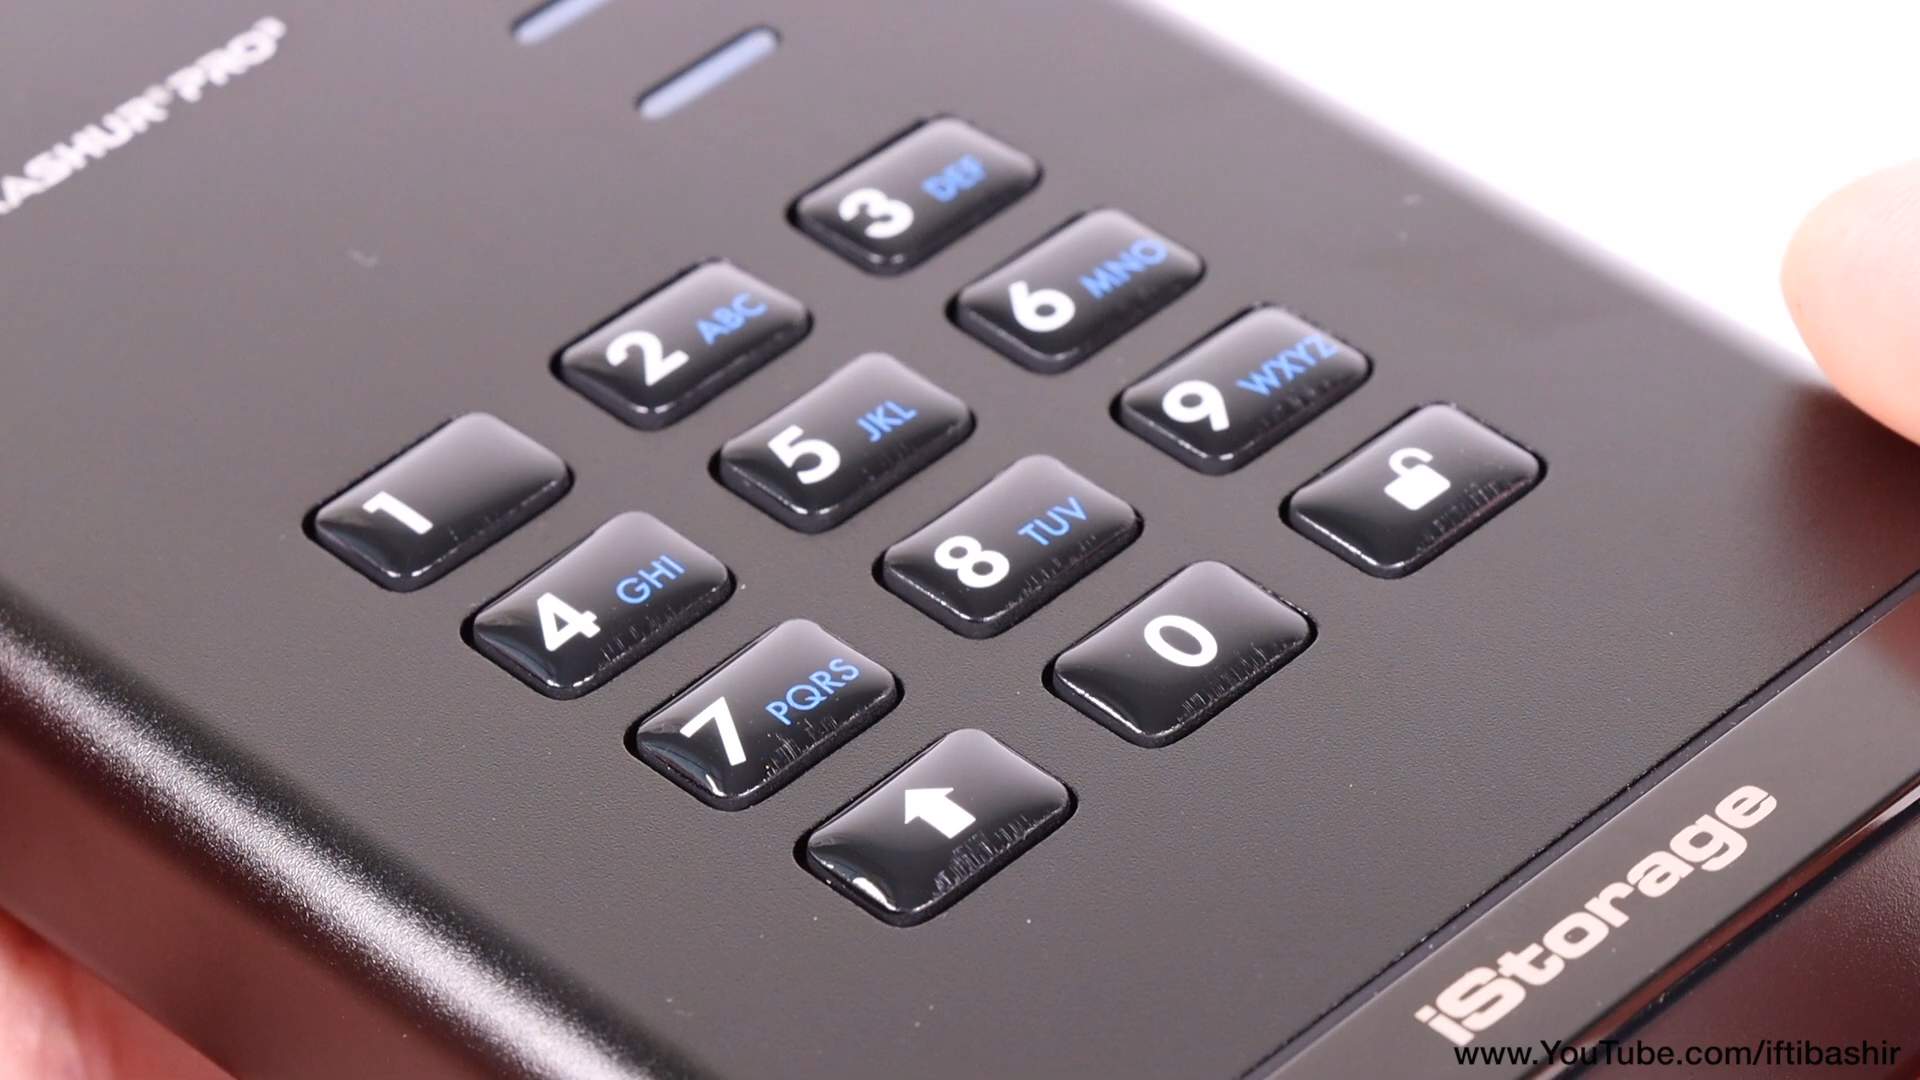 ASHUR® PRO²
1
2 ABC
3 DEF
4 GHI
5 JKL
6 MNO
7 PQRS
8 TUV
9 WXYZ
0
iStorage
www.YouTube.com/iftibashir